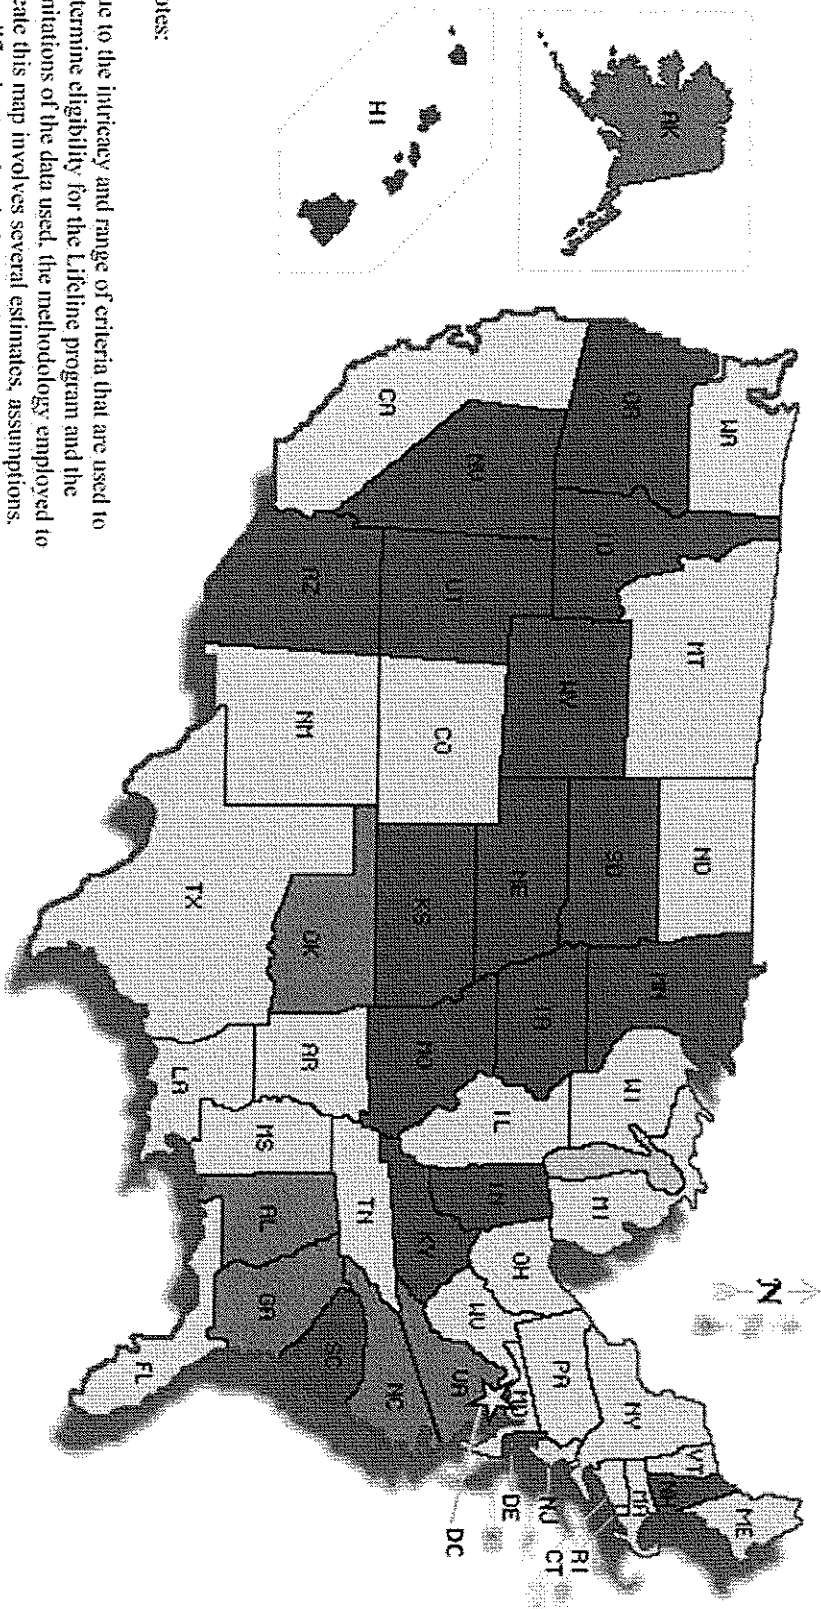 AK
HI
WA
OR
CA
NV
ID
UT
AZ
MT
WY
CO
NM
ND
SD
NE
KS
OK
TX
MN
IA
MO
AR
LA
WI
IL
MS
MI
IN
KY
TN
AL
OH
WV
VA
NC
SC
GA
FL
PA
NY
VT
NH
ME
MA
RI
CT
NJ
DE
MD
DC
N
otes:
ue to the intricacy and range of criteria that are used to
termine eligibility for the Lifeline program and the
nitations of the data used, the methodology employed to
eate this map involves several estimates, assumptions,